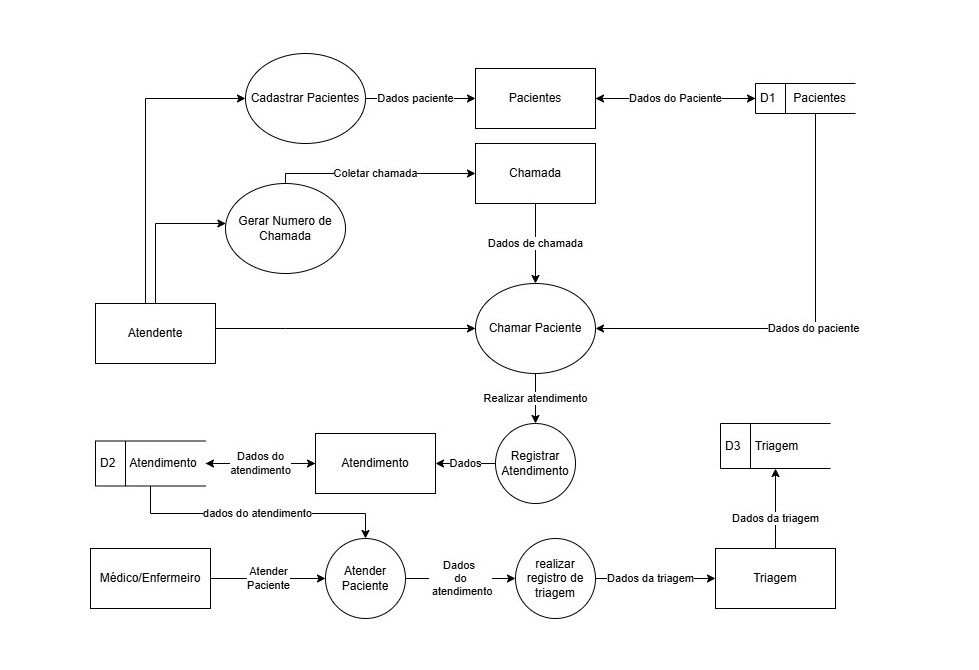 Cadastrar Pacientes
Dados paciente
Pacientes
Dados do Paciente
D1
Pacientes
Coletar chamada
Chamada
Gerar Numero de
Chamada
Dados de chamada
Atendente
Chamar Paciente
Dados do paciente
Realizar atendimento
D2
Atendimento
Dados do
atendimento
Atendimento
Dados
Registrar
Atendimento
D3
Triagem
dados do atendimento
Dados da triagem
Médico/Enfermeiro
Atender
Paciente
Atender
Paciente
Dados
do
atendimento
realizar
registro de
triagem
Dados da triagem
Triagem